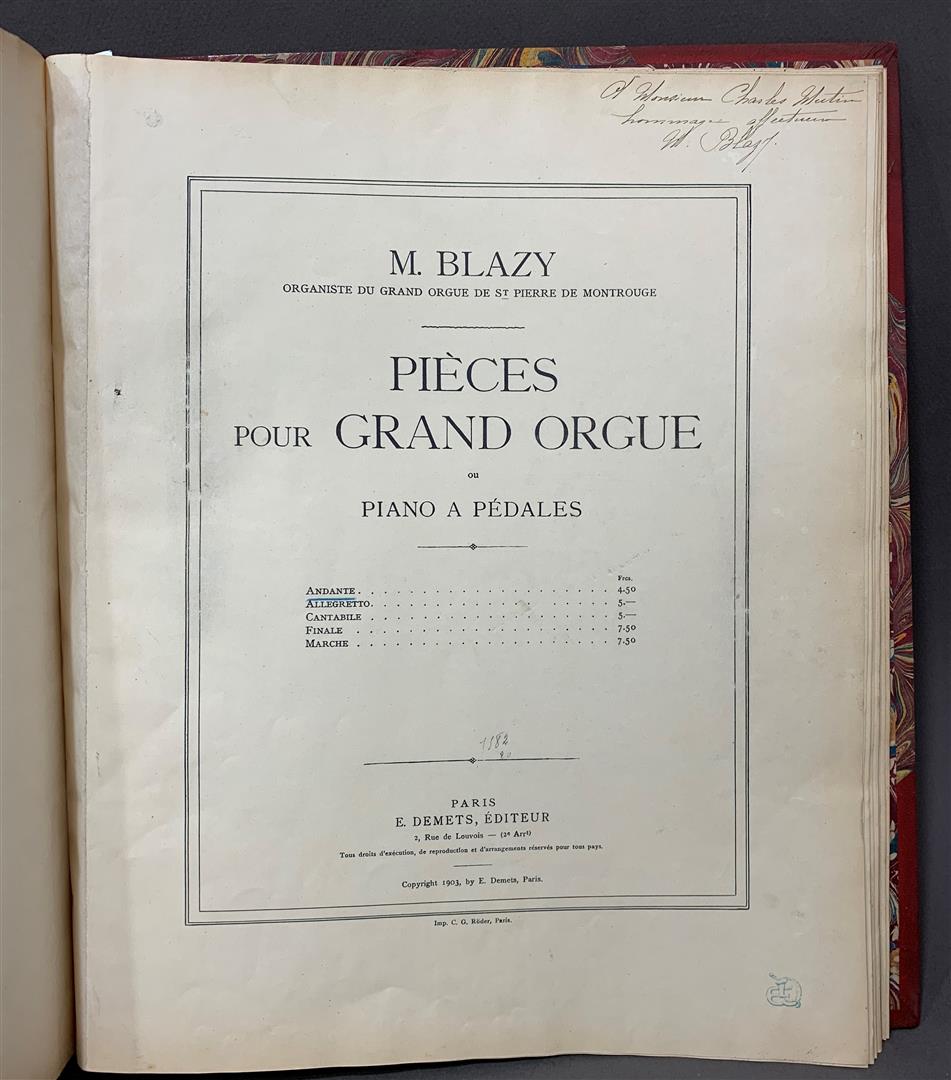 A Monsieur Charles Mutin
hommage affectueux
M. Blazy.
M. BLAZY
ORGANISTE DU GRAND ORGUE DE ST PIERRE DE MONTROUGE
PIÈCES
POUR GRAND ORGUE
OU
PIANO A PÉDALES
Frcs.
ANDANTE . . . . . . . . . . . . . . . . . . . . 4.50
ALLEGRETTO. . . . . . . . . . . . . . . . . . . 5.—
CANTABILE . . . . . . . . . . . . . . . . . . . 5.—
FINALE . . . . . . . . . . . . . . . . . . . . 7.50
MARCHE . . . . . . . . . . . . . . . . . . . . 7.50
PARIS
E. DEMETS, ÉDITEUR
2, Rue de Louvois — (2e Arrt)
Tous droits d'exécution, de reproduction et d'arrangements réservés pour tous pays.
Copyright 1903, by E. Demets, Paris.
Imp. C. G. Röder, Paris.